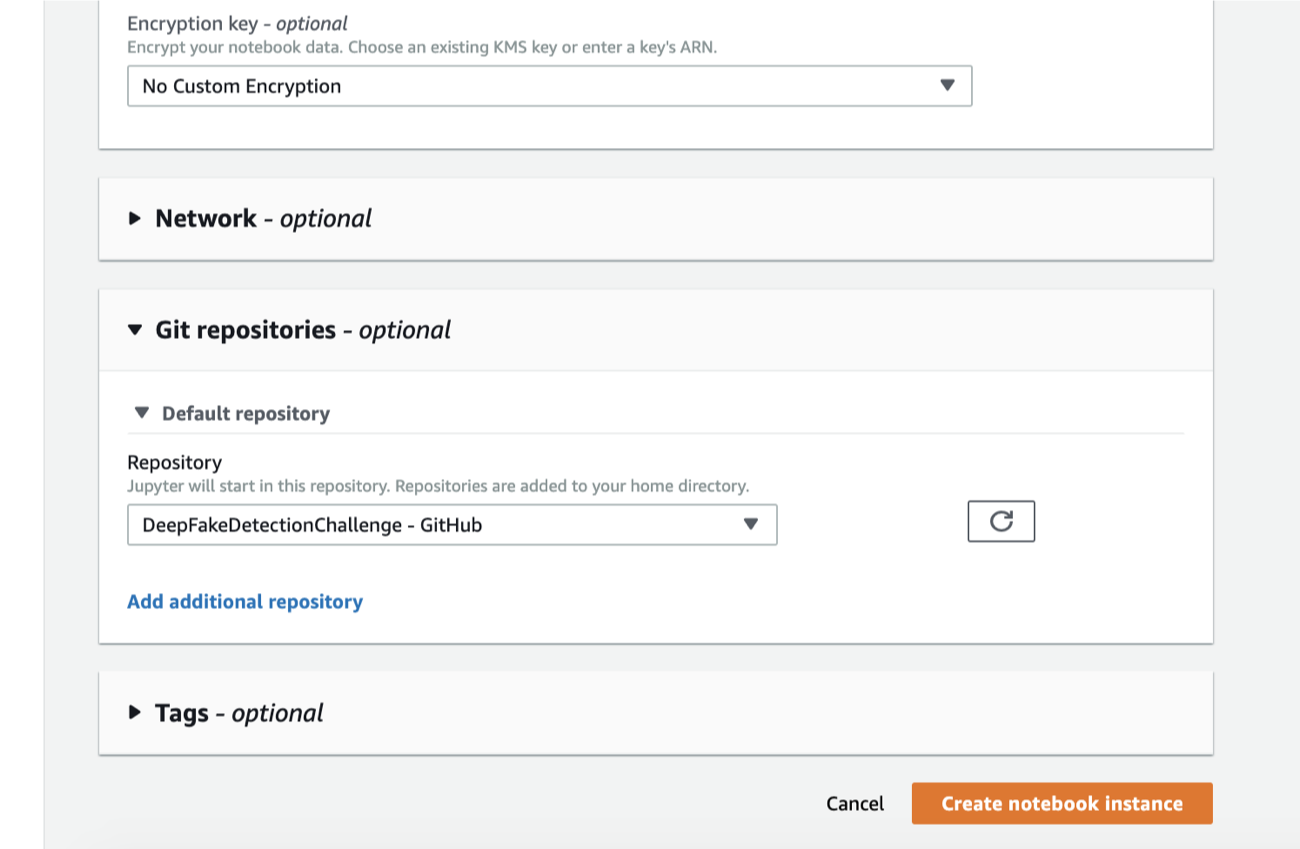 Encryption key - optional
Encrypt your notebook data. Choose an existing KMS key or enter a key's ARN.
No Custom Encryption
Network - optional
Git repositories - optional
Default repository
Repository
Jupyter will start in this repository. Repositories are added to your home directory.
DeepFakeDetectionChallenge - GitHub
Add additional repository
Tags - optional
Cancel
Create notebook instance